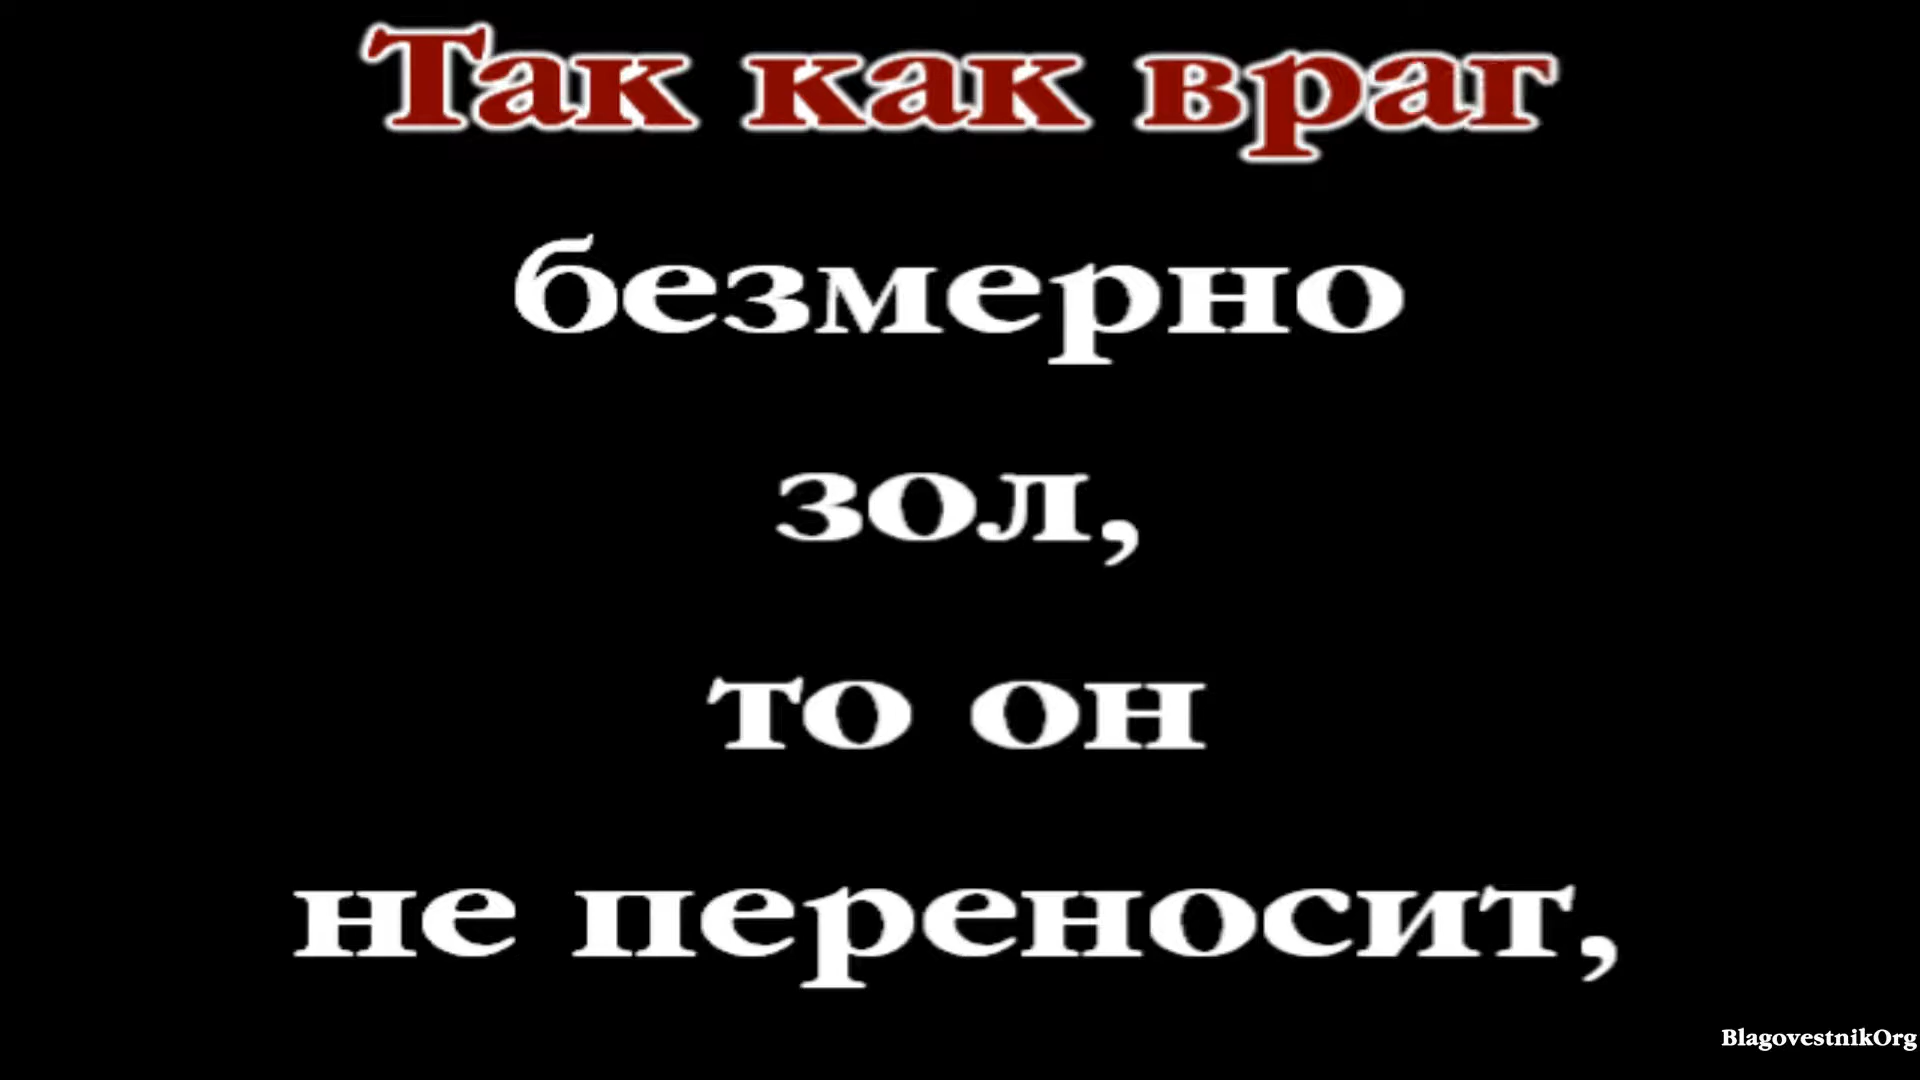 Так как враг
безмерно
зол,
то он
не переносит,
BlagovestnikOrg